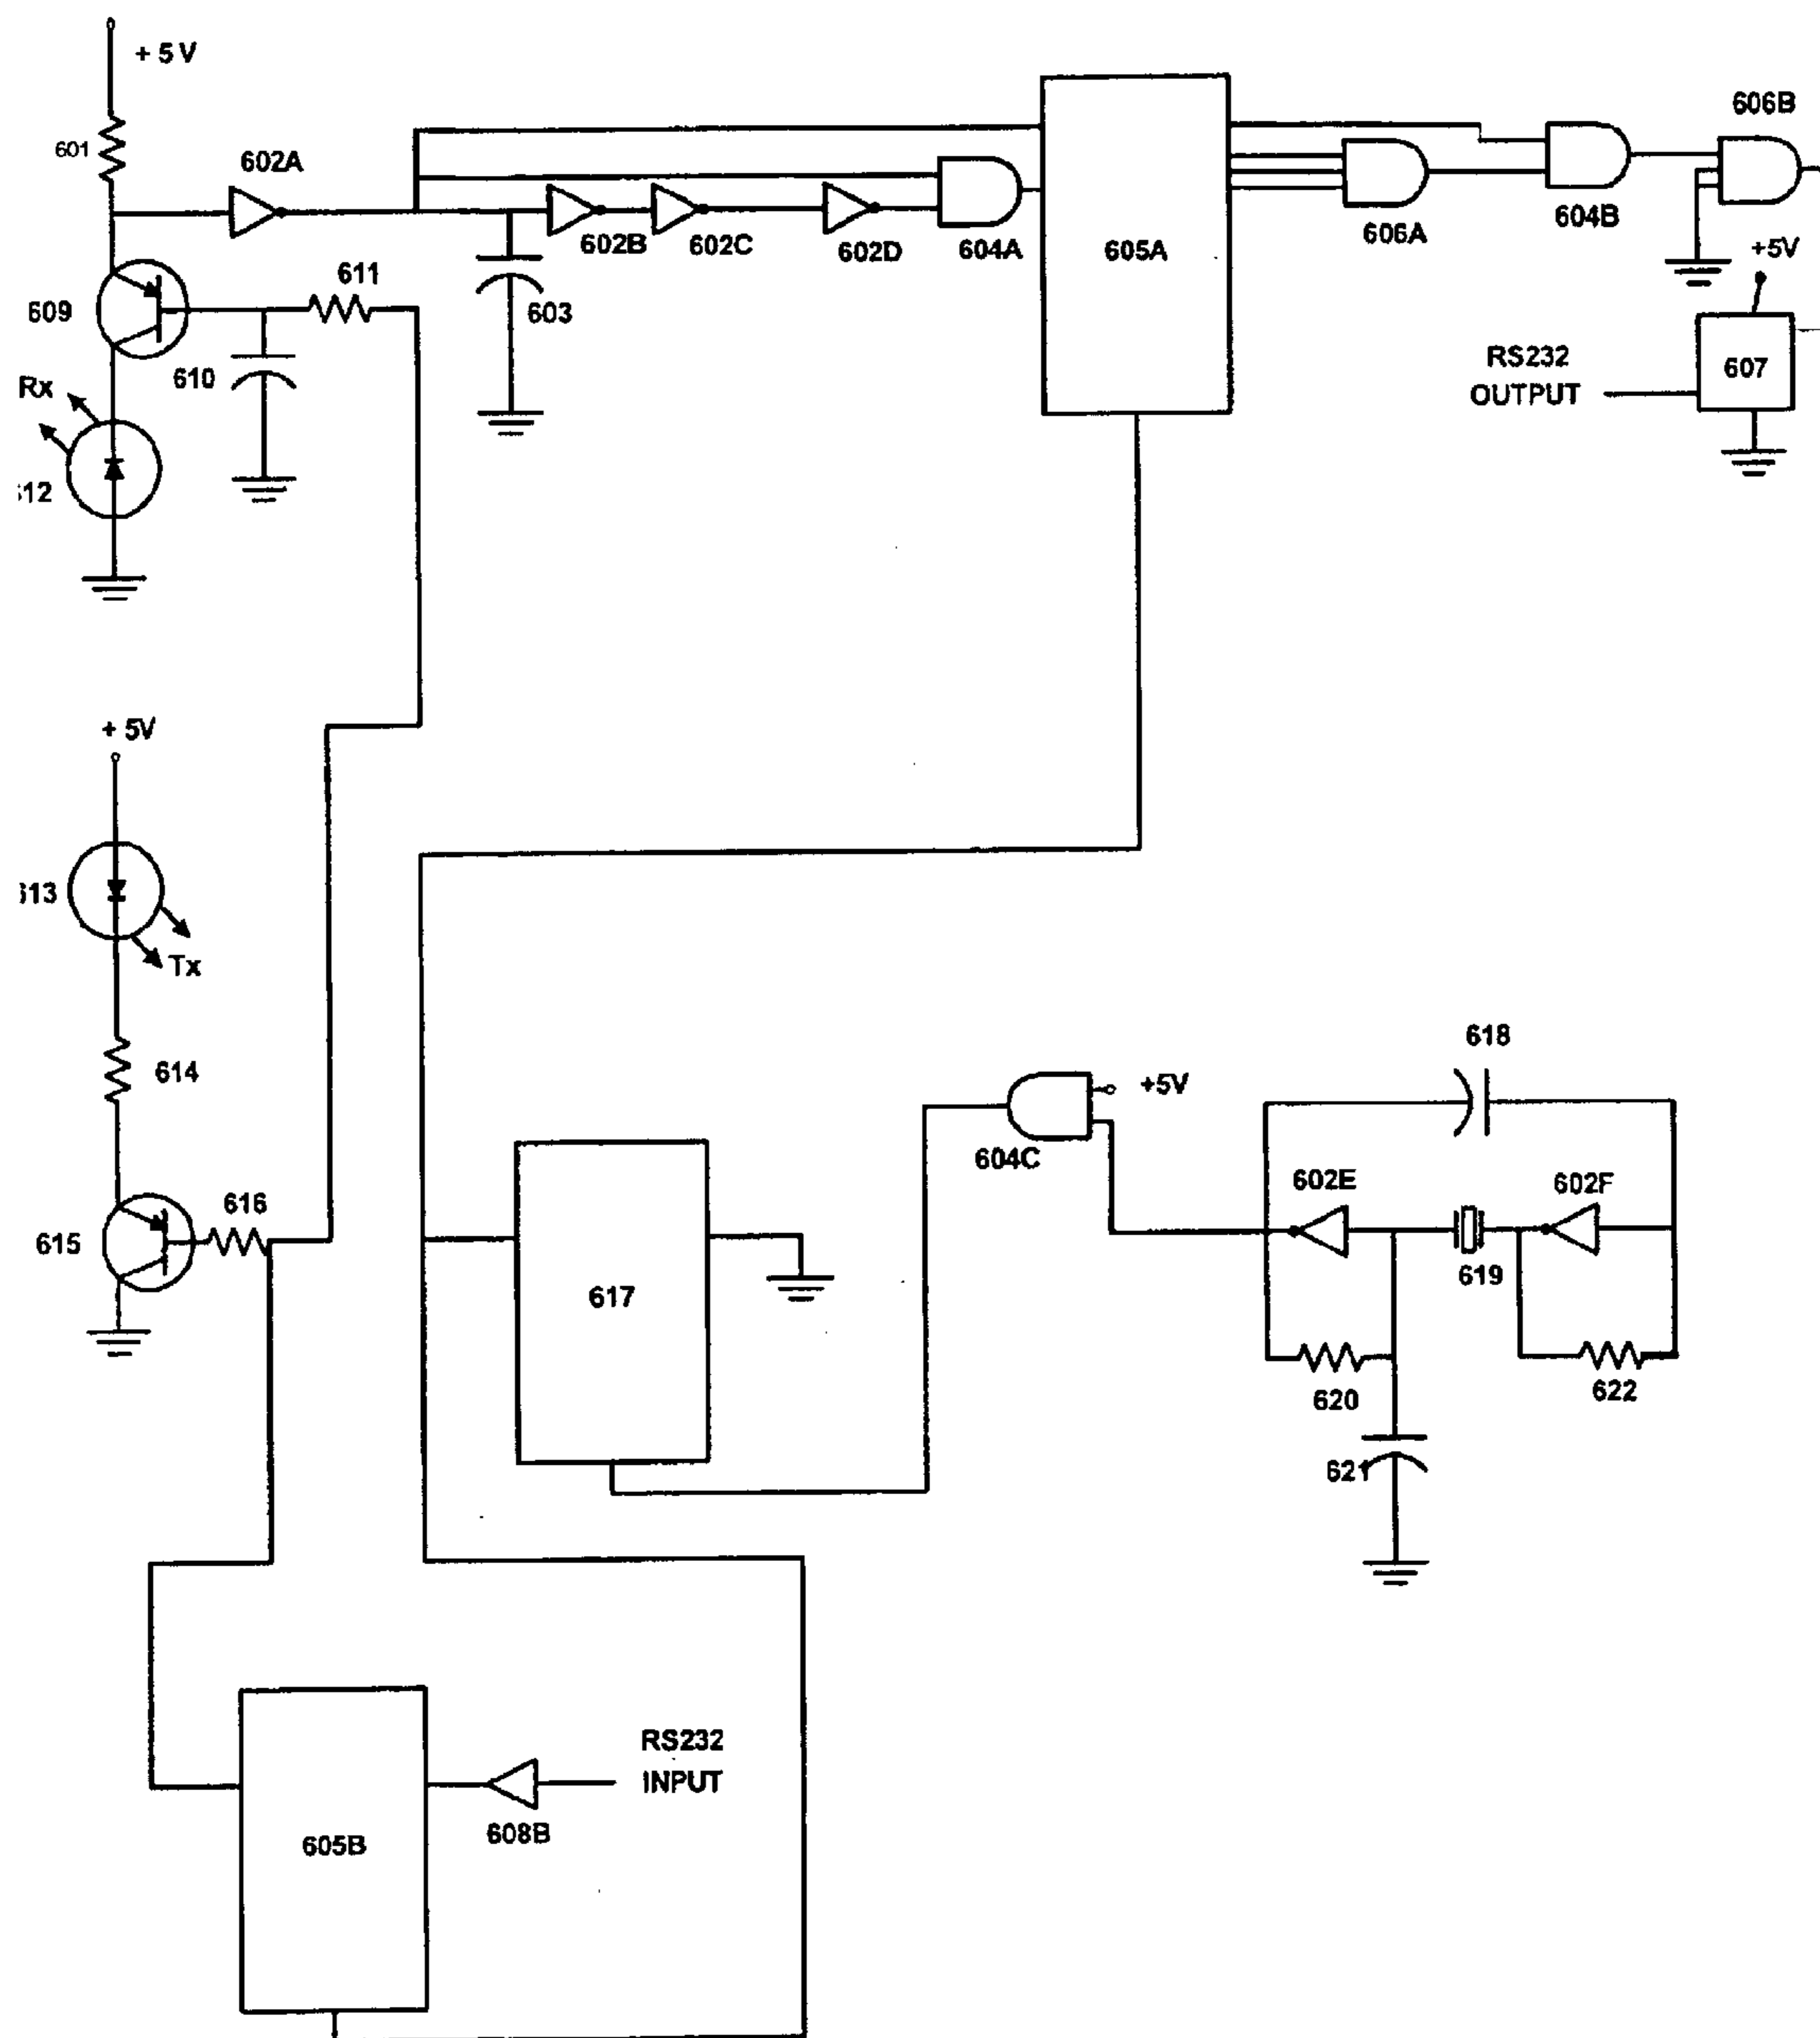 + 5 V
606B
601
602A
602B
602C
602D
604A
605A
606A
604B
+5V
609
611
610
603
RS232
OUTPUT
607
Rx
12
+ 5V
13
Tx
614
618
+5V
604C
602E
602F
615
616
617
619
620
622
621
RS232
INPUT
608B
605B